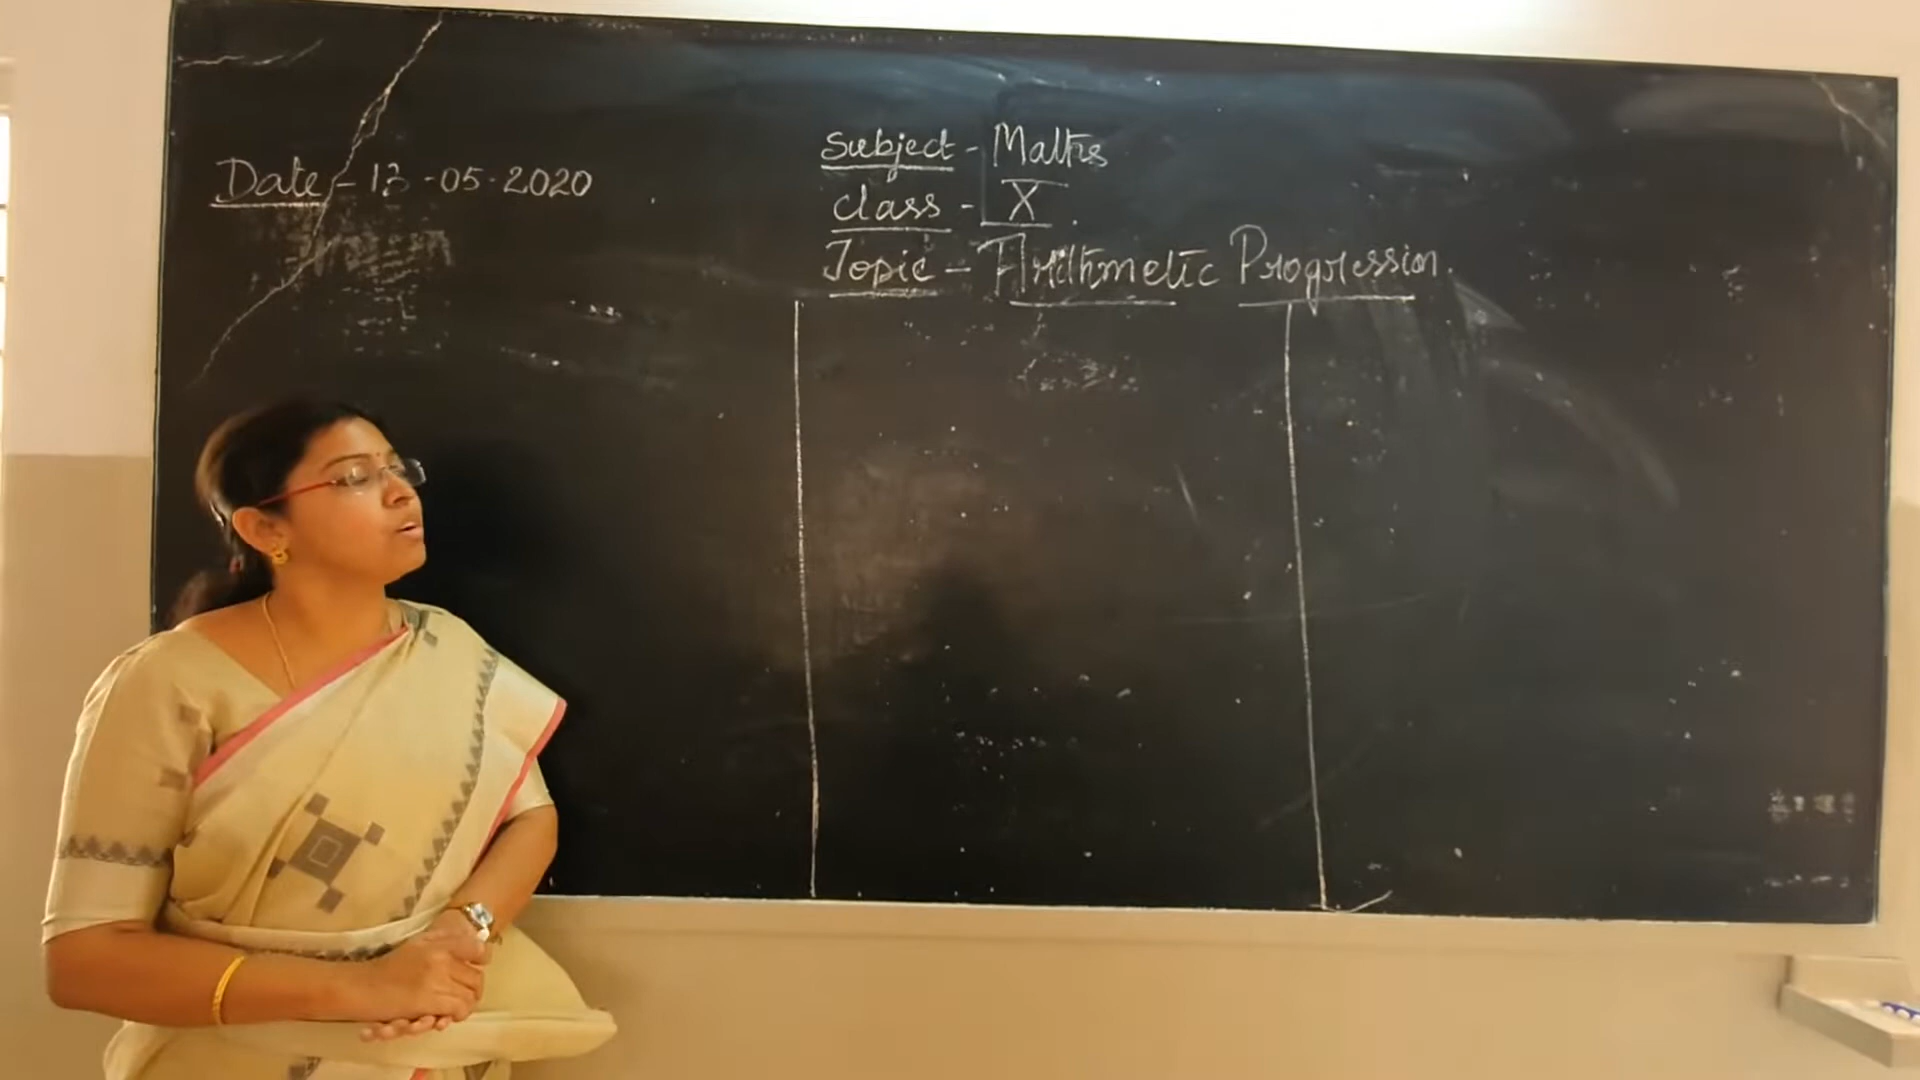 Date - 13-05-2020
Subject - Maths
Class - X
Topic - Arithmetic Progression.